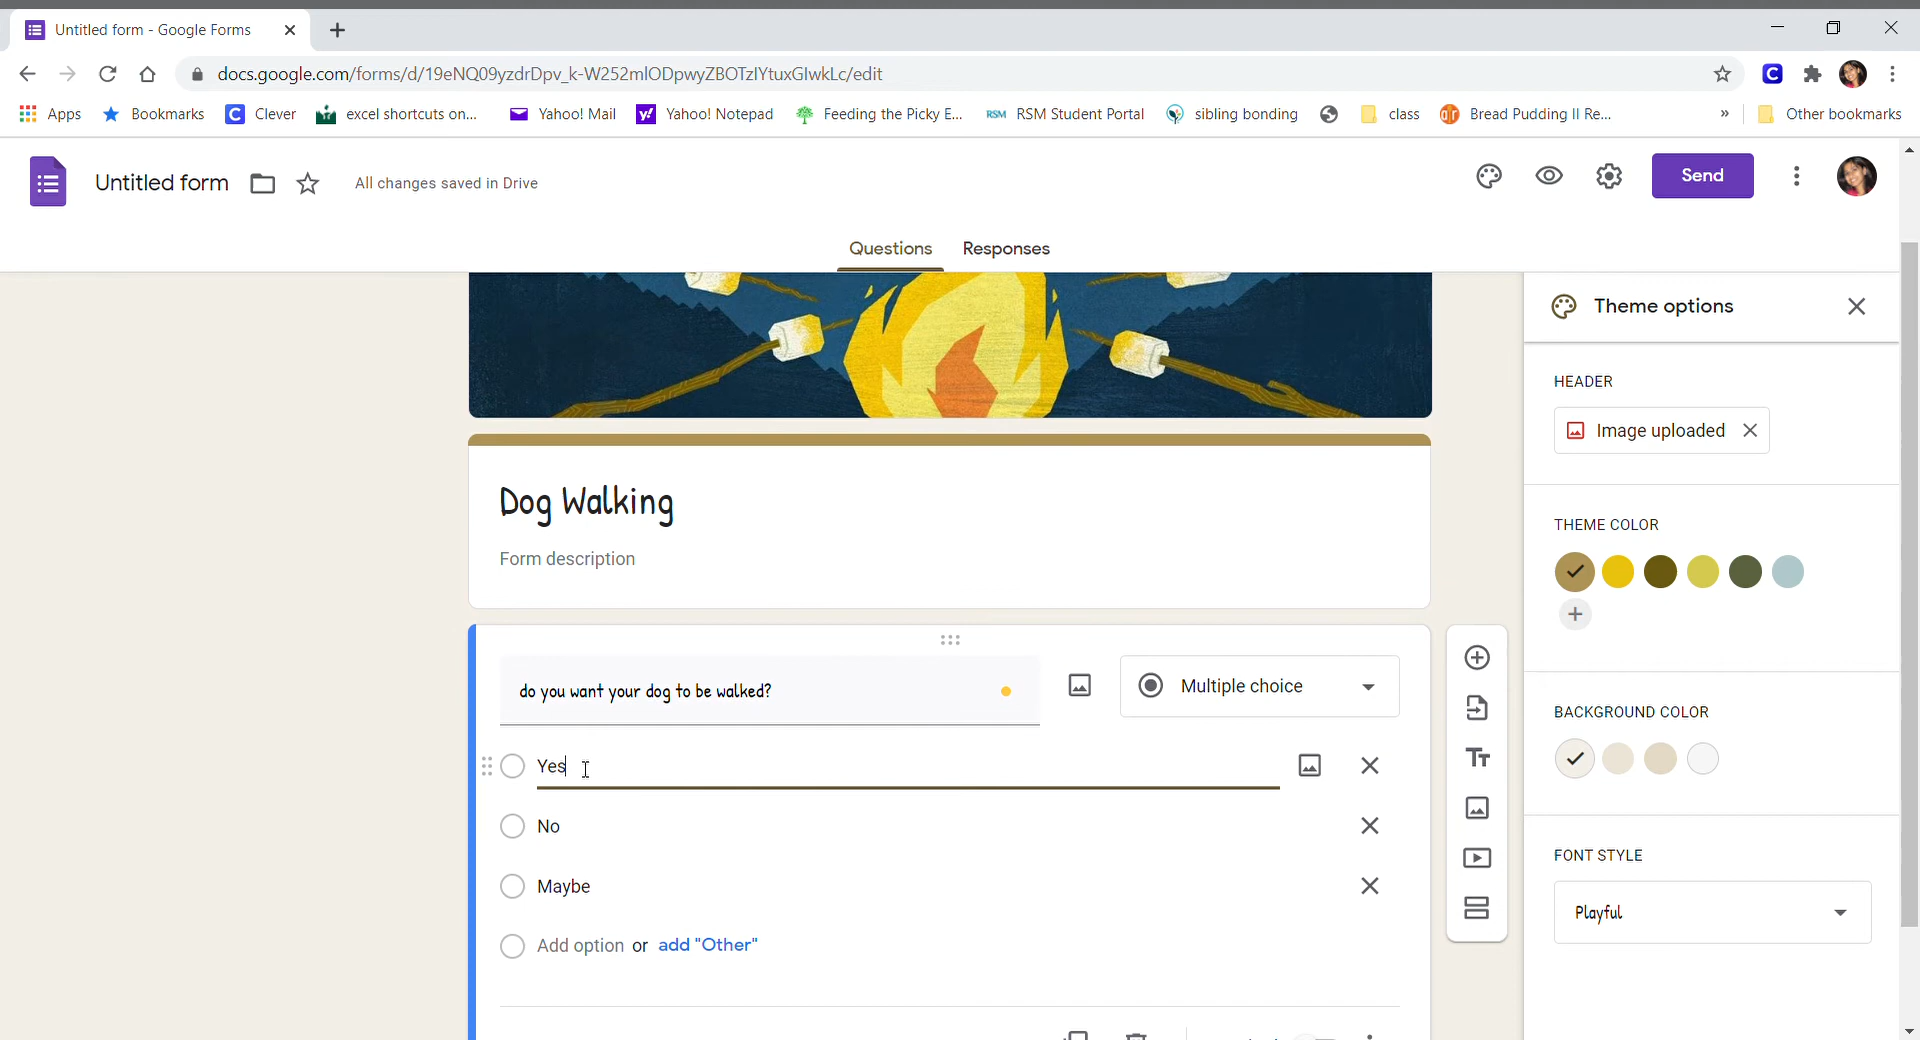 Untitled form - Google Forms
docs.google.com/forms/d/19eNQ09yzdrDpv_k-W252mlODpwyZBOTzlYtuxGlwkLc/edit
Apps Bookmarks Clever excel shortcuts on... Yahoo! Mail Yahoo! Notepad Feeding the Picky E... RSM RSM Student Portal sibling bonding class Bread Pudding II Re... » Other bookmarks
Untitled form All changes saved in Drive Send
Questions Responses
Theme options
HEADER
Image uploaded
Dog Walking
Form description
THEME COLOR
do you want your dog to be walked?
Multiple choice
Yes
No
Maybe
Add option or add "Other"
BACKGROUND COLOR
FONT STYLE
Playful